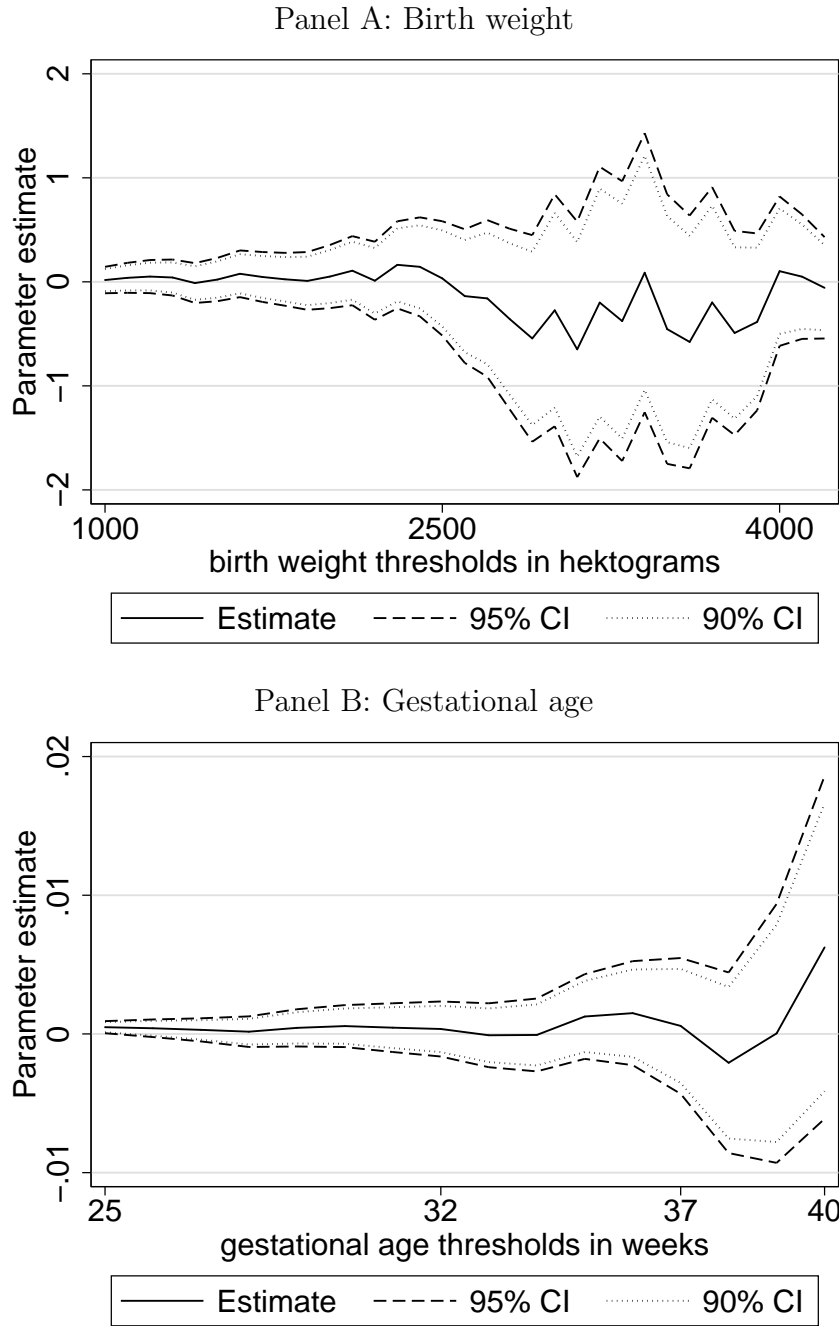 Panel A: Birth weight
2
1
0
−1
−2
Parameter estimate
1000 2500 4000
birth weight thresholds in hektograms
Estimate 95% CI 90% CI
Panel B: Gestational age
.02
.01
0
−.01
Parameter estimate
25 32 37 40
gestational age thresholds in weeks
Estimate 95% CI 90% CI